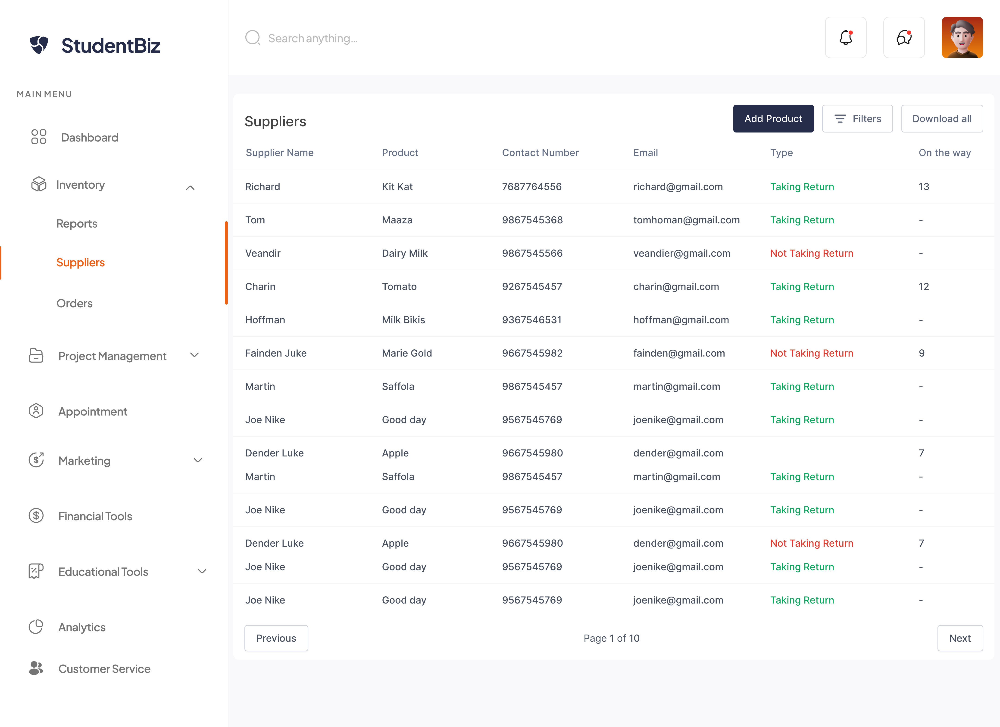 StudentBiz
Search anything...
MAIN MENU
Dashboard
Inventory
Reports
Suppliers
Orders
Project Management
Appointment
Marketing
Financial Tools
Educational Tools
Analytics
Customer Service
Suppliers
Add Product Filters Download all
Supplier Name Product Contact Number Email Type On the way
Richard Kit Kat 7687764556 richard@gmail.com Taking Return 13
Tom Maaza 9867545368 tomhoman@gmail.com Taking Return -
Veandir Dairy Milk 9867545566 veandier@gmail.com Not Taking Return -
Charin Tomato 9267545457 charin@gmail.com Taking Return 12
Hoffman Milk Bikis 9367546531 hoffman@gmail.com Taking Return -
Fainden Juke Marie Gold 9667545982 fainden@gmail.com Not Taking Return 9
Martin Saffola 9867545457 martin@gmail.com Taking Return -
Joe Nike Good day 9567545769 joenike@gmail.com Taking Return -
Dender Luke Apple 9667545980 dender@gmail.com 7
Martin Saffola 9867545457 martin@gmail.com Taking Return -
Joe Nike Good day 9567545769 joenike@gmail.com Taking Return -
Dender Luke Apple 9667545980 dender@gmail.com Not Taking Return 7
Joe Nike Good day 9567545769 joenike@gmail.com Taking Return -
Joe Nike Good day 9567545769 joenike@gmail.com Taking Return -
Previous Page 1 of 10 Next